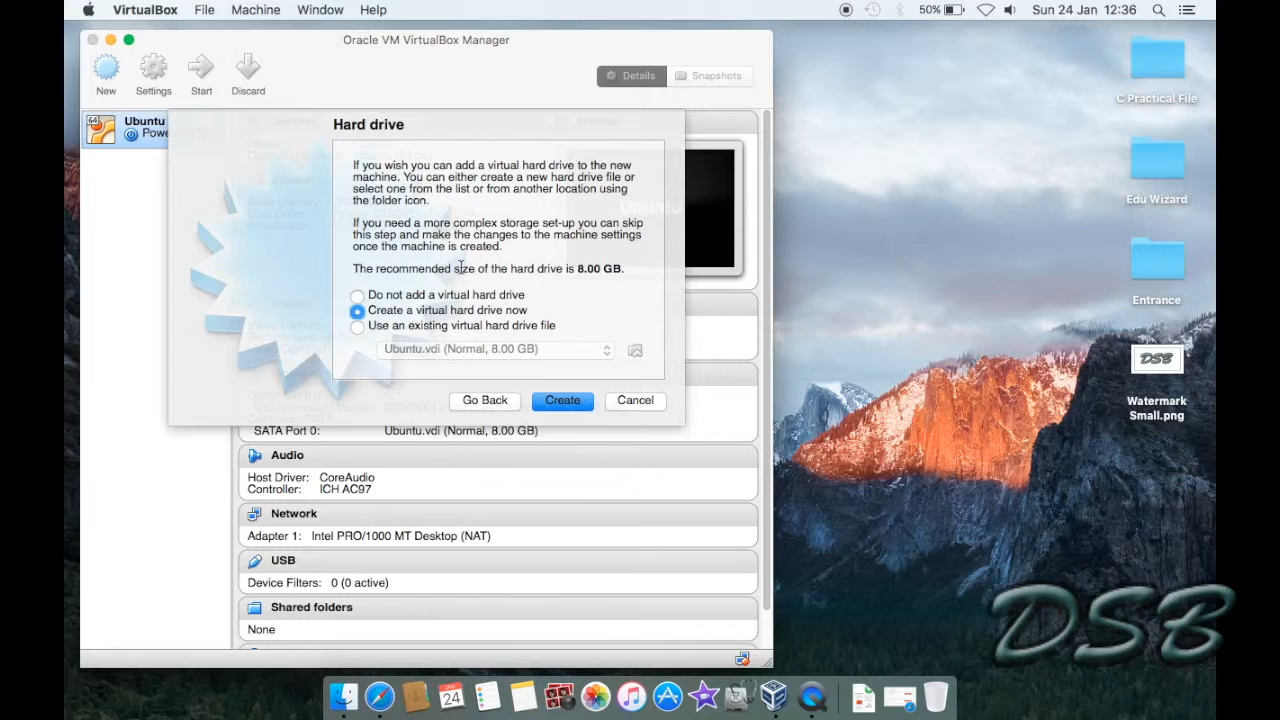 VirtualBox File Machine Window Help
50% Sun 24 Jan 12:36
Oracle VM VirtualBox Manager
New Settings Start Discard
Details Snapshots
64
Ubuntu
Power
Hard drive
If you wish you can add a virtual hard drive to the new
machine. You can either create a new hard drive file or
select one from the list or from another location using
the folder icon.
If you need a more complex storage set-up you can skip
this step and make the changes to the machine settings
once the machine is created.
The recommended size of the hard drive is 8.00 GB.
Do not add a virtual hard drive
Create a virtual hard drive now
Use an existing virtual hard drive file
Ubuntu.vdi (Normal, 8.00 GB)
Go Back Create Cancel
SATA Port 0: Ubuntu.vdi (Normal, 8.00 GB)
Audio
Host Driver: CoreAudio
Controller: ICH AC97
Network
Adapter 1: Intel PRO/1000 MT Desktop (NAT)
USB
Device Filters: 0 (0 active)
Shared folders
None
C Practical File
Edu Wizard
Entrance
DSB
Watermark
Small.png
DSB
24